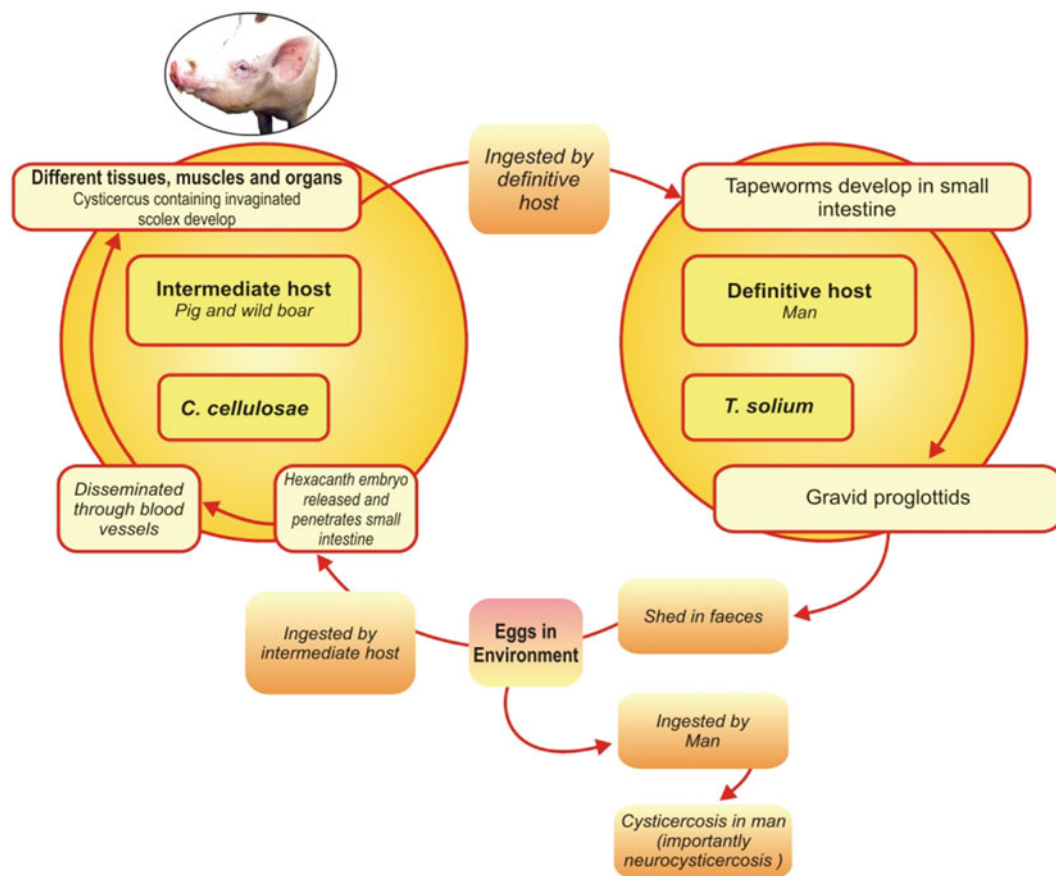 Different tissues, muscles and organs
Cysticercus containing invaginated
scolex develop
Ingested by
definitive
host
Tapeworms develop in small
intestine
Intermediate host
Pig and wild boar
Definitive host
Man
C. cellulosae
T. solium
Disseminated
through blood
vessels
Hexacanth embryo
released and
penetrates small
intestine
Gravid proglottids
Ingested by
intermediate host
Eggs in
Environment
Shed in faeces
Ingested by
Man
Cysticercosis in man
(importantly
neurocysticercosis )